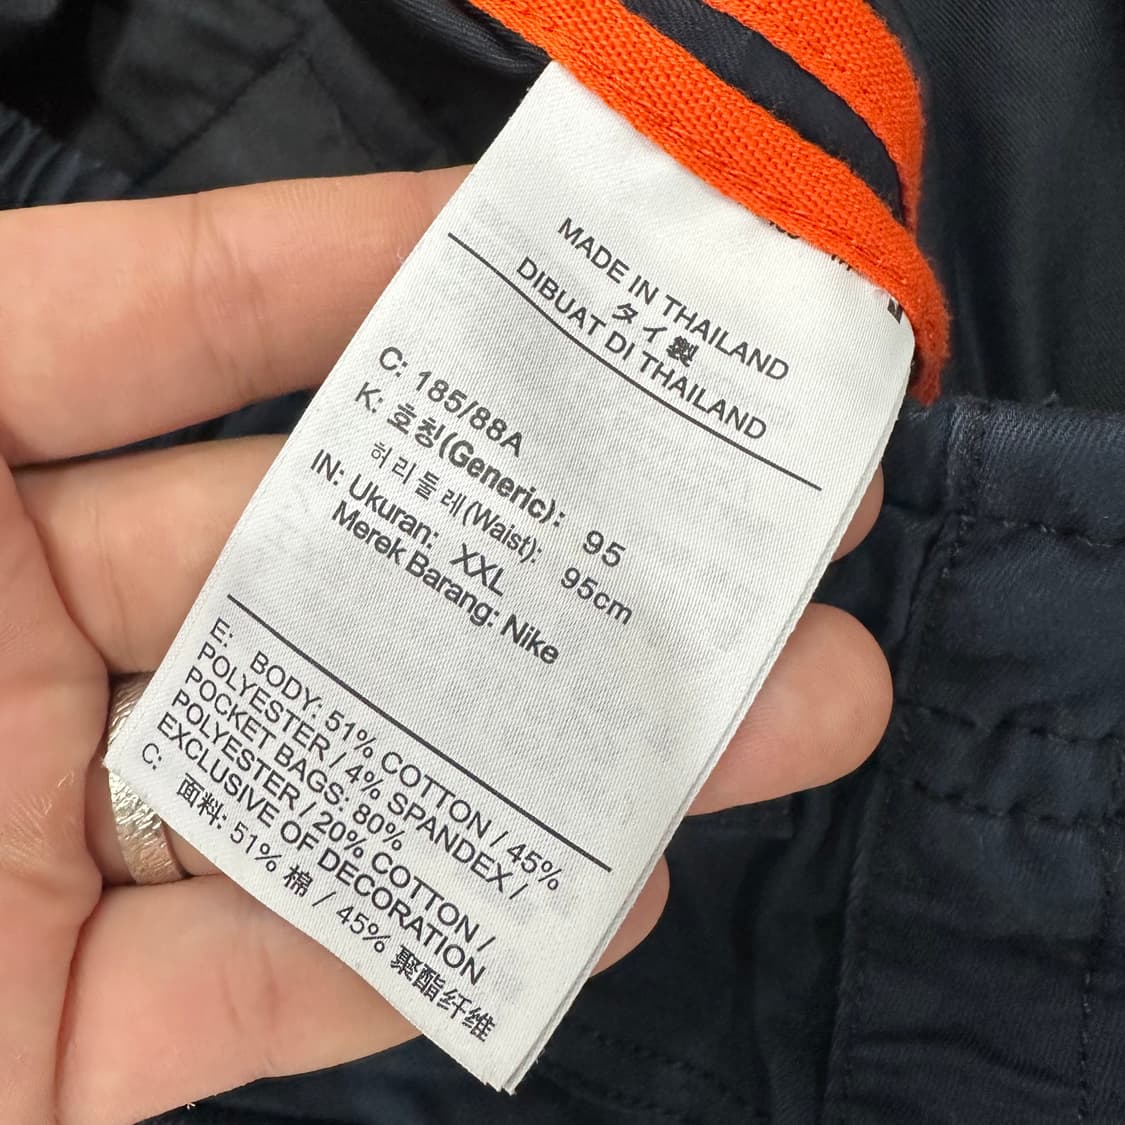 MADE IN THAILAND
タイ製
DIBUAT DI THAILAND
C: 185/88A
K: 호칭(Generic): 95
허리둘레(Waist): 95cm
IN: Ukuran: XXL
Merek Barang: Nike
E: BODY: 51% COTTON / 45%
POLYESTER / 4% SPANDEX /
POCKET BAGS: 80%
POLYESTER / 20% COTTON /
EXCLUSIVE OF DECORATION
C: 面料: 51% 棉 / 45% 聚酯纤维